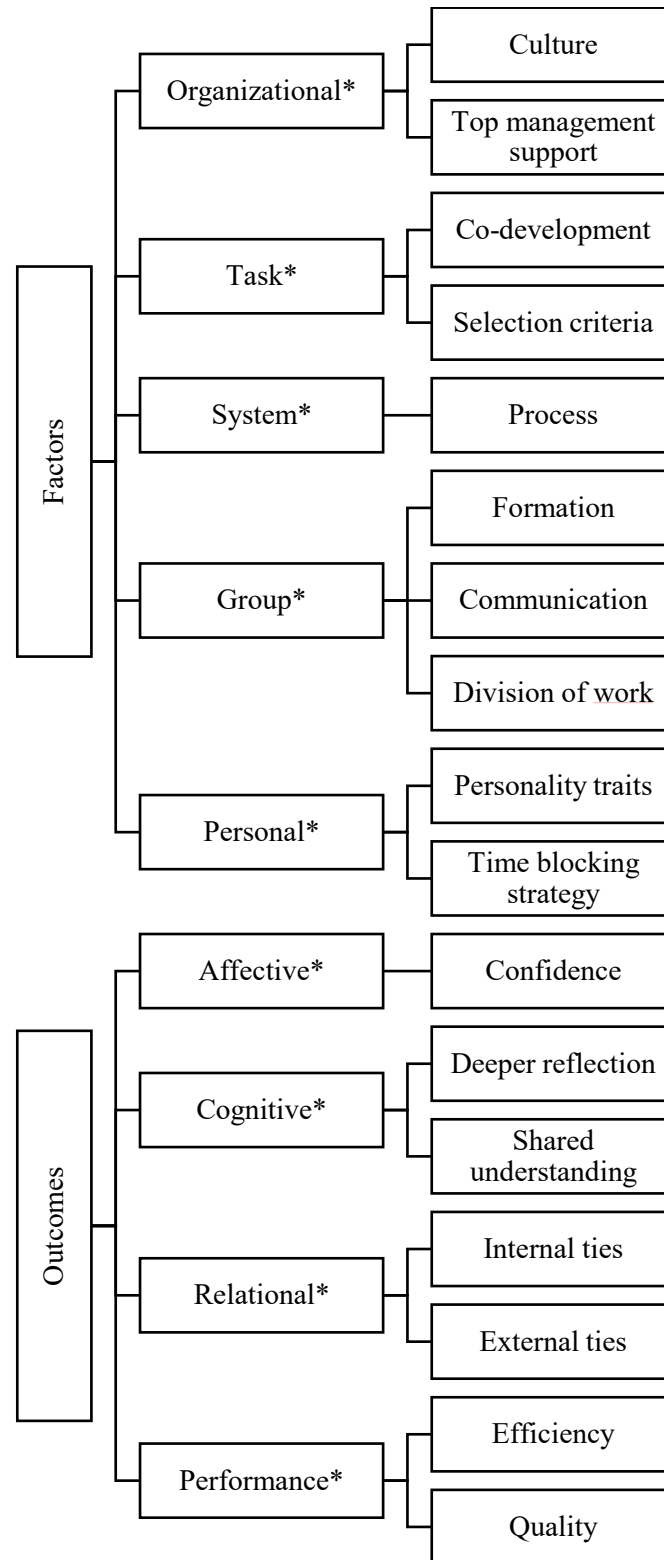 Factors
Organizational*
Culture
Top management
support
Task*
Co-development
Selection criteria
System*
Process
Group*
Formation
Communication
Division of work
Personal*
Personality traits
Time blocking
strategy
Outcomes
Affective*
Confidence
Cognitive*
Deeper reflection
Shared
understanding
Relational*
Internal ties
External ties
Performance*
Efficiency
Quality